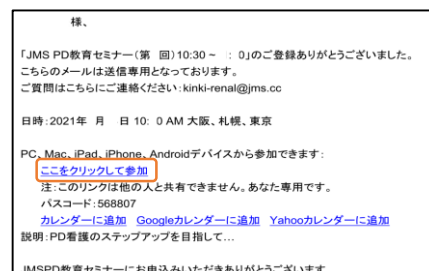 様、
「JMS PD教育セミナー(第　回)10:30 ~　: 0」のご登録ありがとうございました。
こちらのメールは送信専用となっております。
ご質問はこちらにご連絡ください:kinki-renal@jms.cc
日時:2021年　月　日 10: 0 AM 大阪、札幌、東京
PC、Mac、iPad、iPhone、Androidデバイスから参加できます:
ここをクリックして参加
注:このリンクは他の人と共有できません。あなた専用です。
パスコード:568807
カレンダーに追加　Googleカレンダーに追加　Yahooカレンダーに追加
説明:PD看護のステップアップを目指して...
JMSPD教育セミナーにお申込みいただきありがとうございます